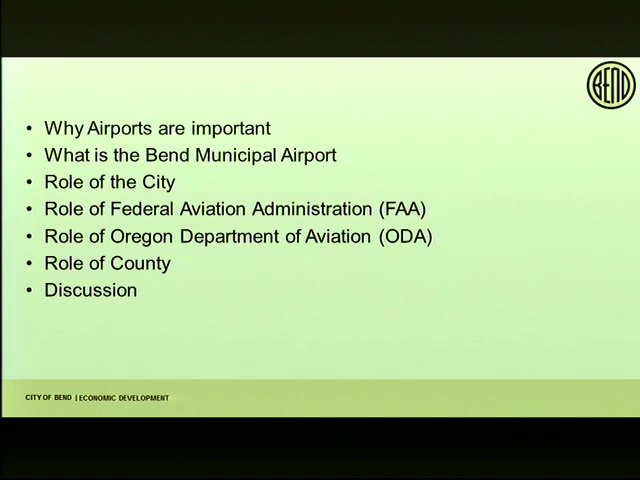 BEND
• Why Airports are important
• What is the Bend Municipal Airport
• Role of the City
• Role of Federal Aviation Administration (FAA)
• Role of Oregon Department of Aviation (ODA)
• Role of County
• Discussion
CITY OF BEND | ECONOMIC DEVELOPMENT